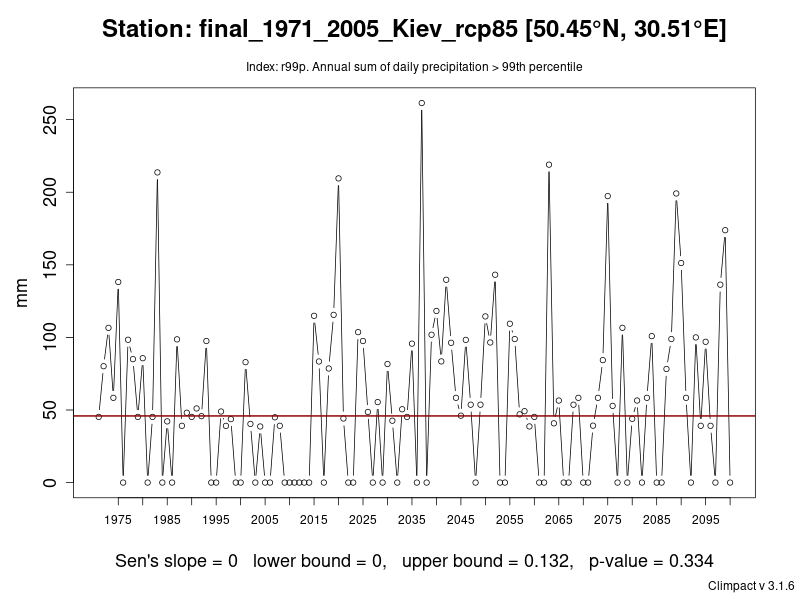 Station: final_1971_2005_Kiev_rcp85 [50.45°N, 30.51°E]
Index: r99p. Annual sum of daily precipitation > 99th percentile
250
200
150
100
50
0
mm
1975 1985 1995 2005 2015 2025 2035 2045 2055 2065 2075 2085 2095
Sen's slope = 0 lower bound = 0, upper bound = 0.132, p-value = 0.334
Climpact v 3.1.6